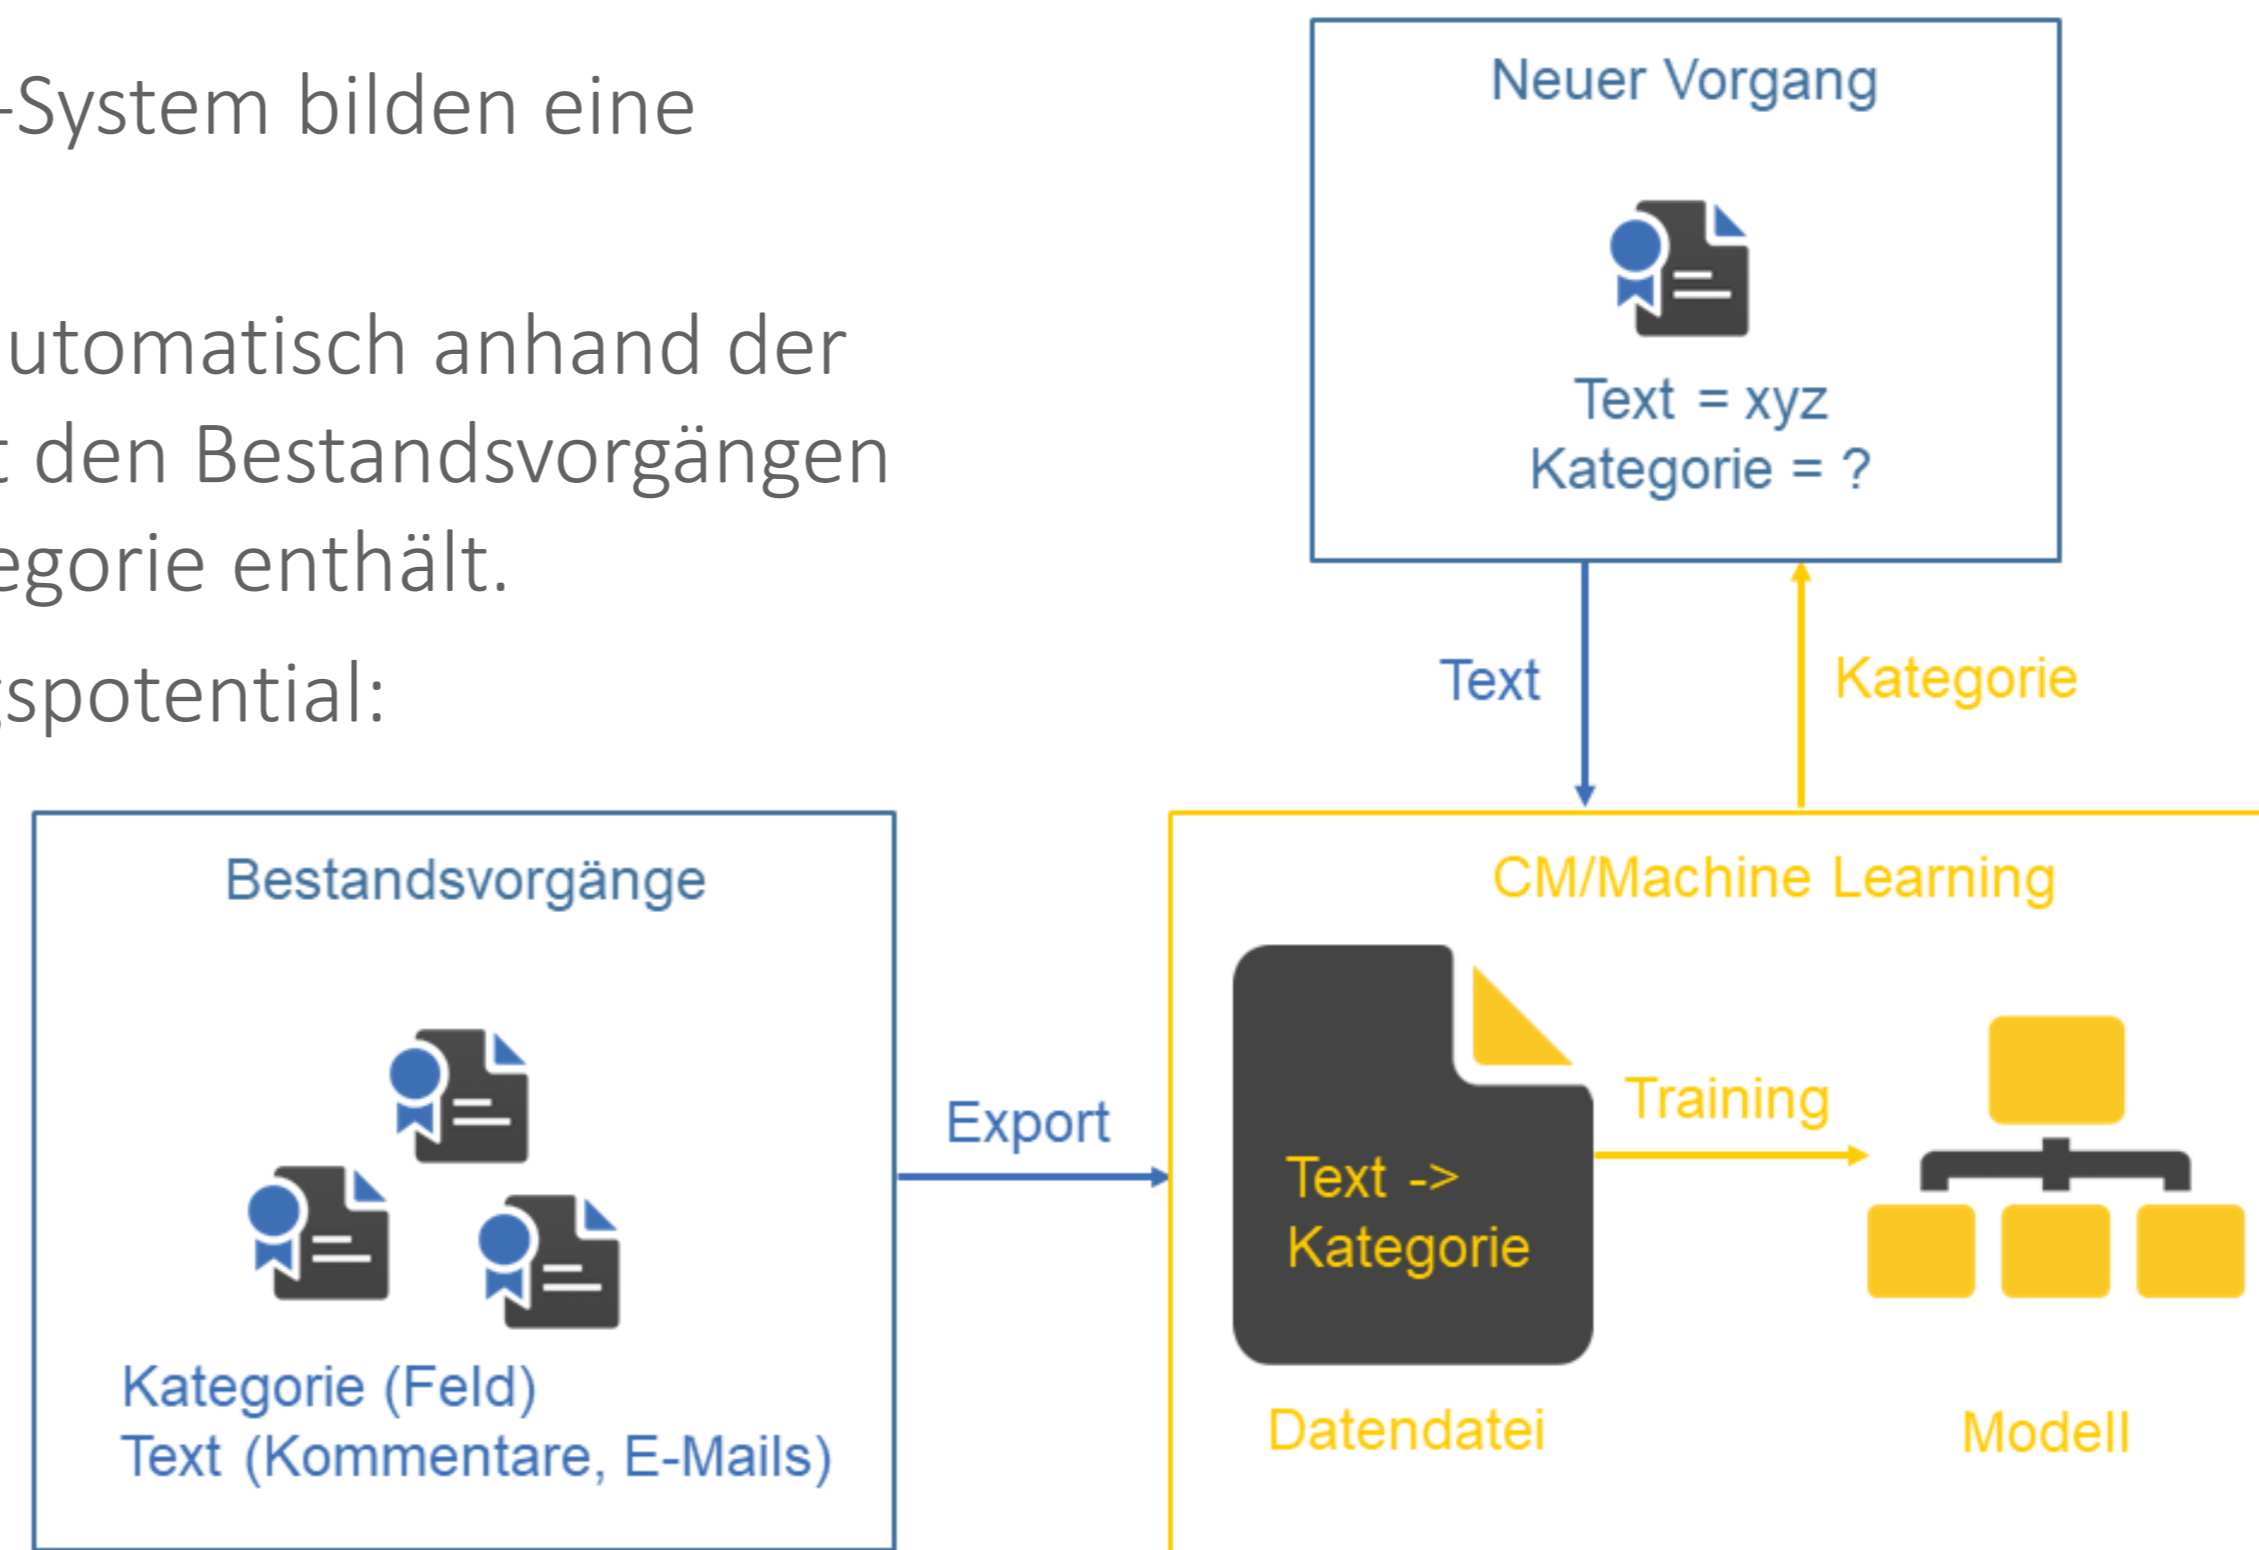 -System bilden eine
utomatisch anhand der
t den Bestandsvorgängen
egorie enthält.
gspotential:
Neuer Vorgang
Text = xyz
Kategorie = ?
Text
Kategorie
Bestandsvorgänge
Kategorie (Feld)
Text (Kommentare, E-Mails)
Export
CM/Machine Learning
Text ->
Kategorie
Training
Datendatei
Modell